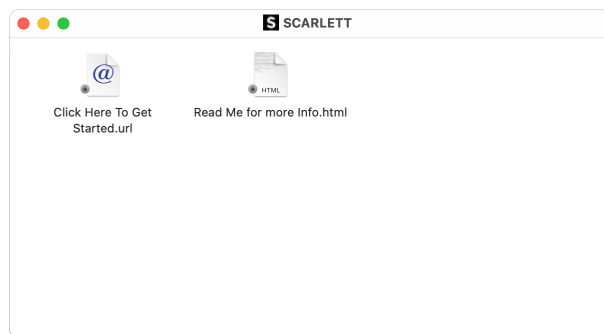 S SCARLETT
@
HTML
Click Here To Get
Started.url
Read Me for more Info.html